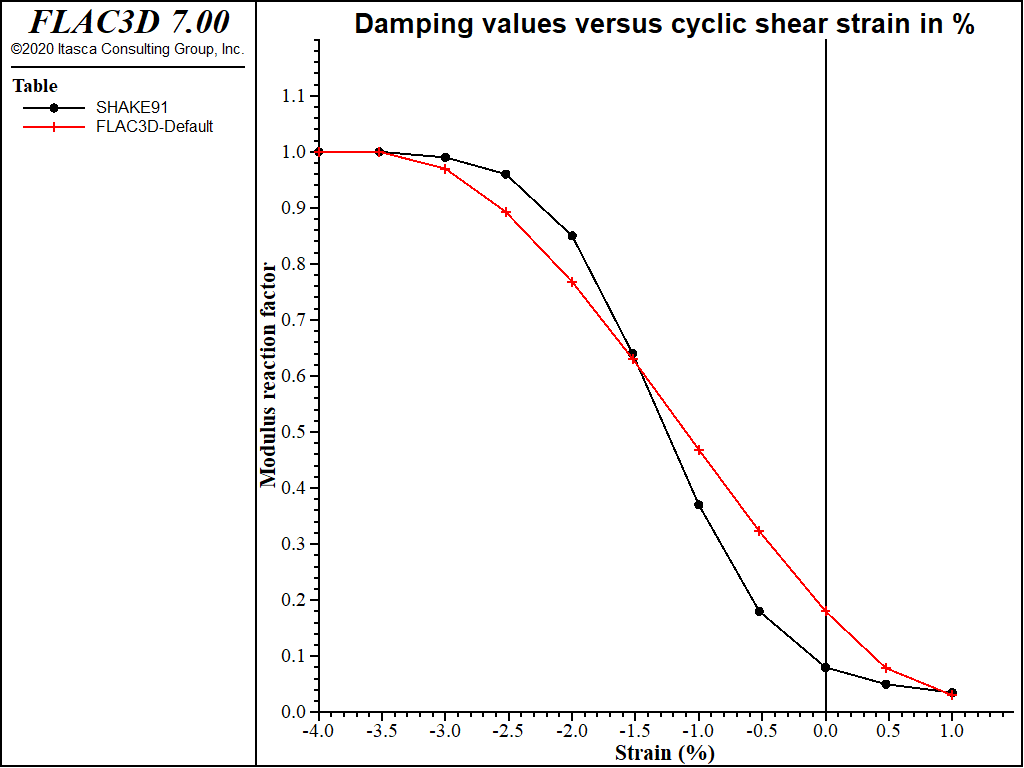 FLAC3D 7.00
©2020 Itasca Consulting Group, Inc.
Table
SHAKE91
FLAC3D-Default
Damping values versus cyclic shear strain in %
Modulus reaction factor
1.1
1.0
0.9
0.8
0.7
0.6
0.5
0.4
0.3
0.2
0.1
0.0
-4.0 -3.5 -3.0 -2.5 -2.0 -1.5 -1.0 -0.5 0.0 0.5 1.0
Strain (%)